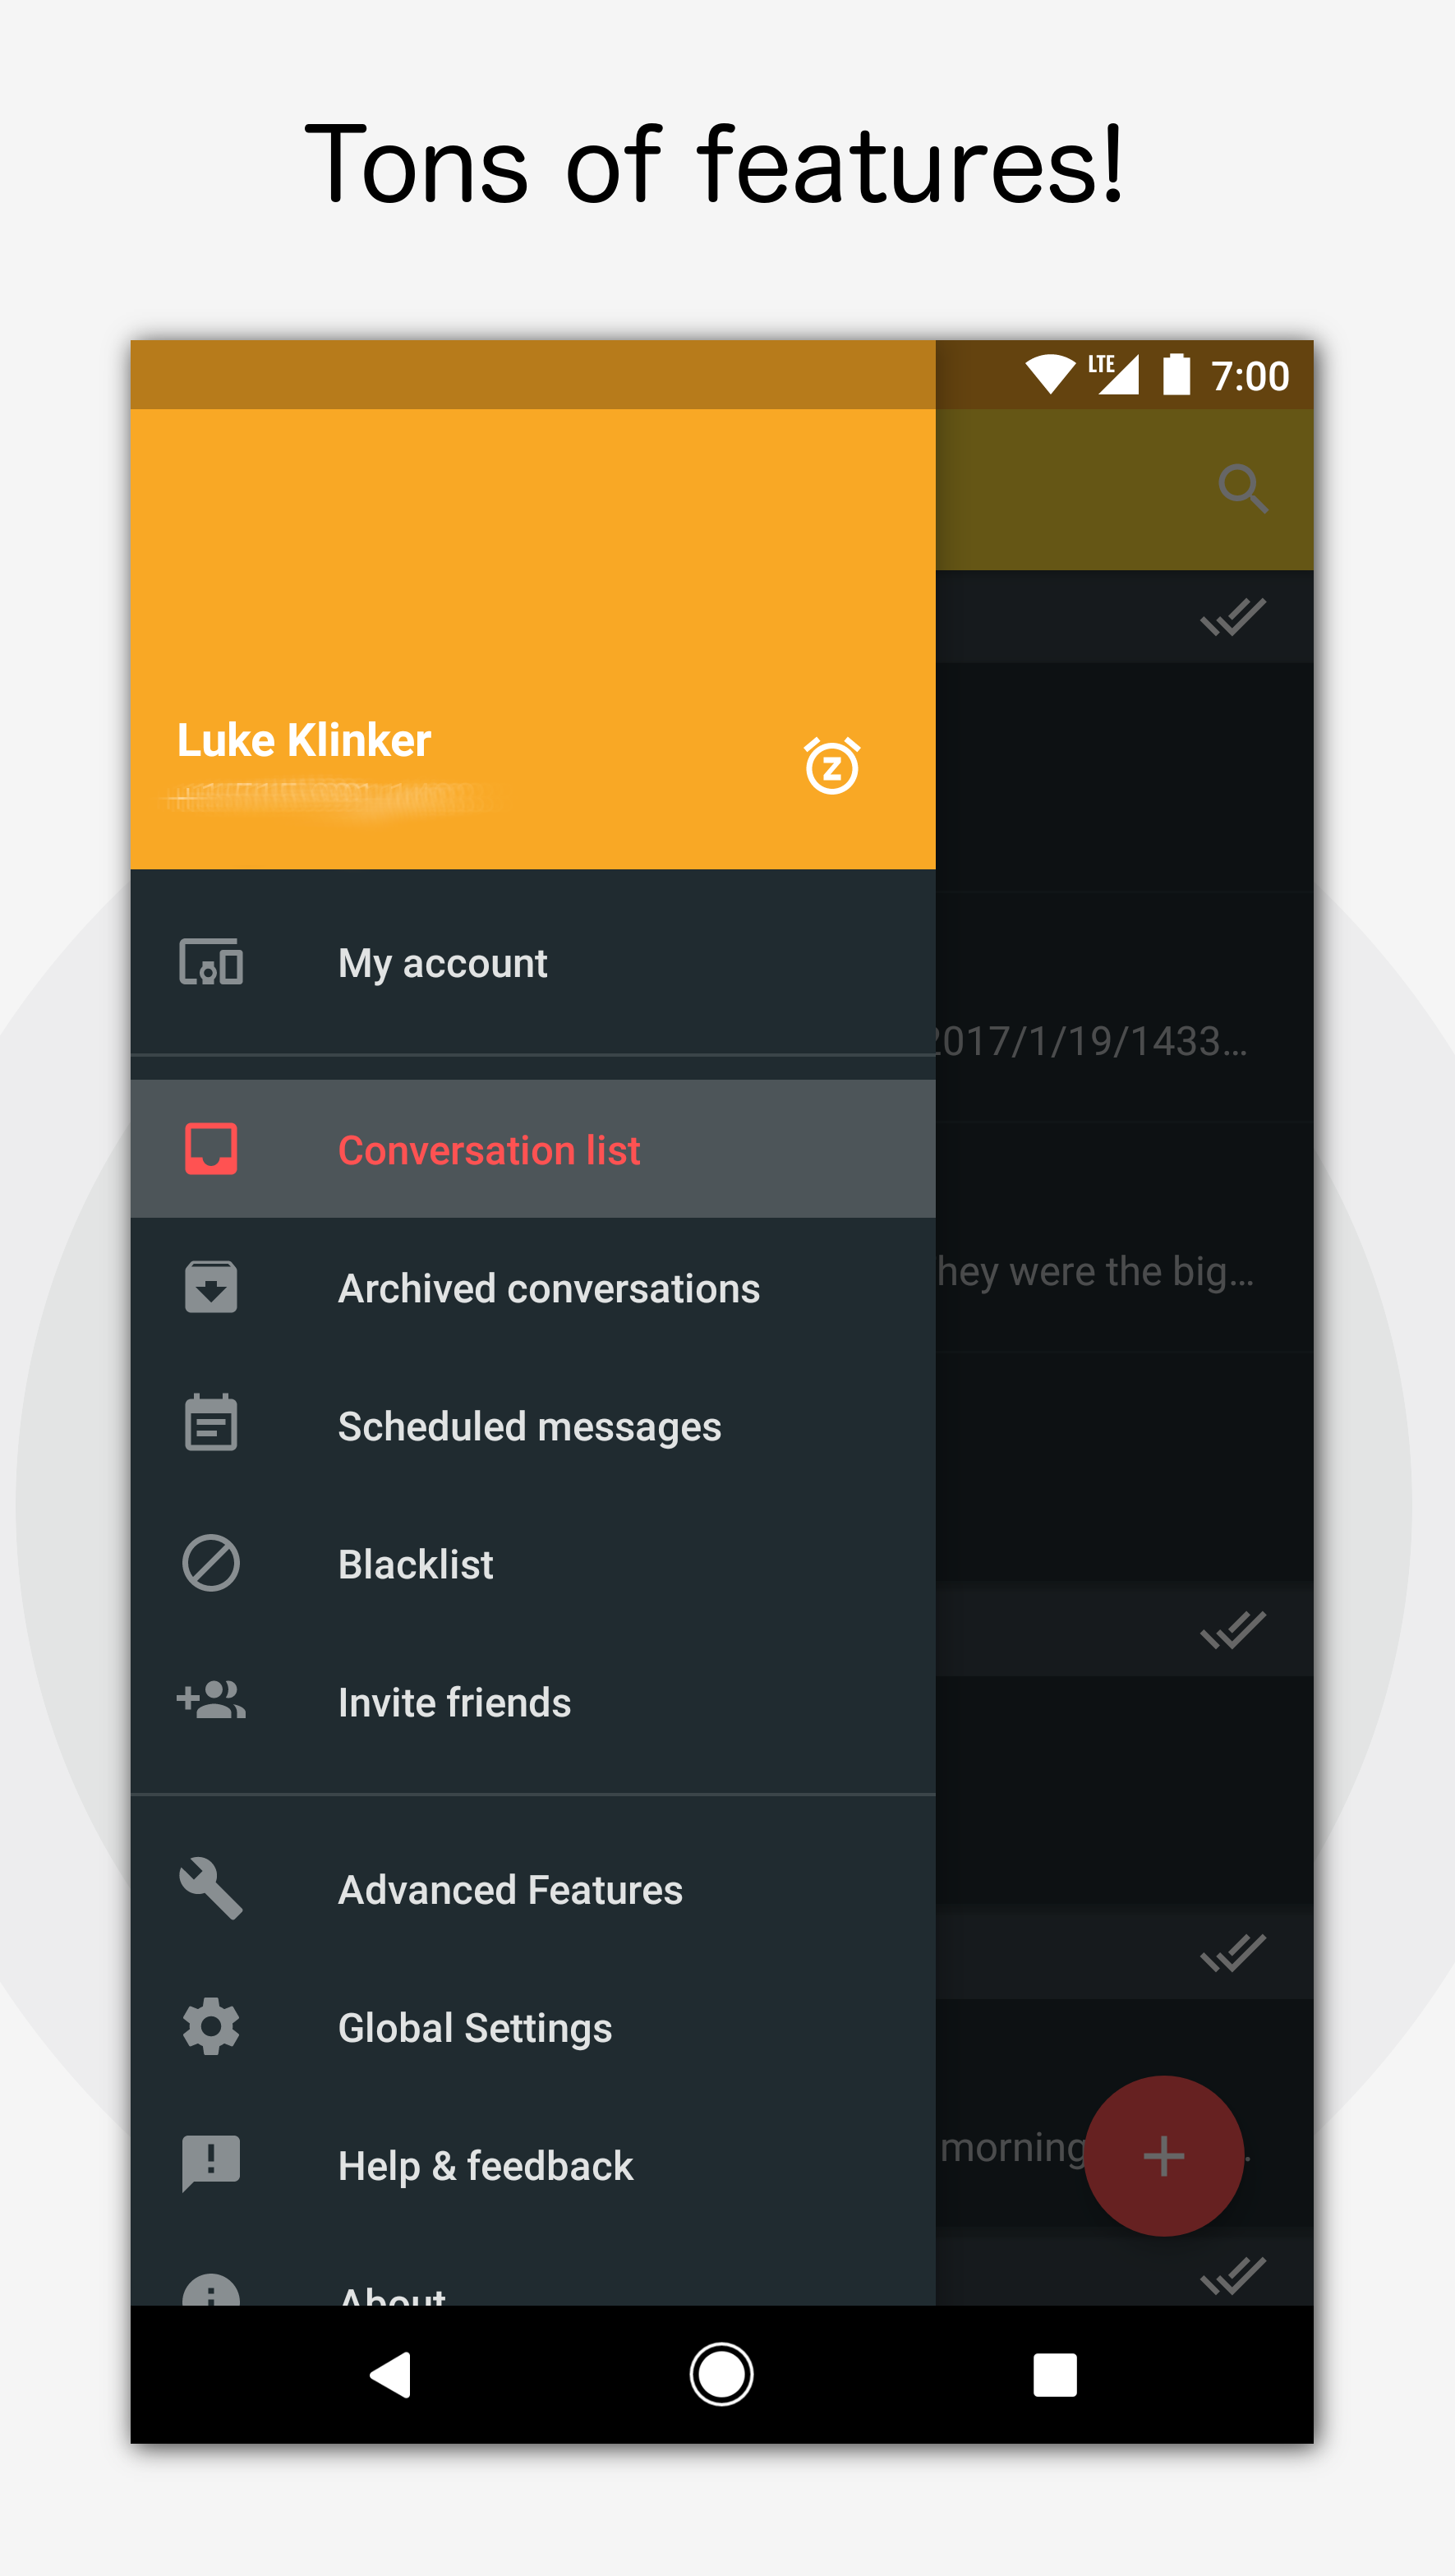 Tons of features!
LTE 7:00
Luke Klinker
My account
2017/1/19/1433...
Conversation list
hey were the big...
Archived conversations
Scheduled messages
Blacklist
Invite friends
Advanced Features
Global Settings
morning
Help & feedback
About